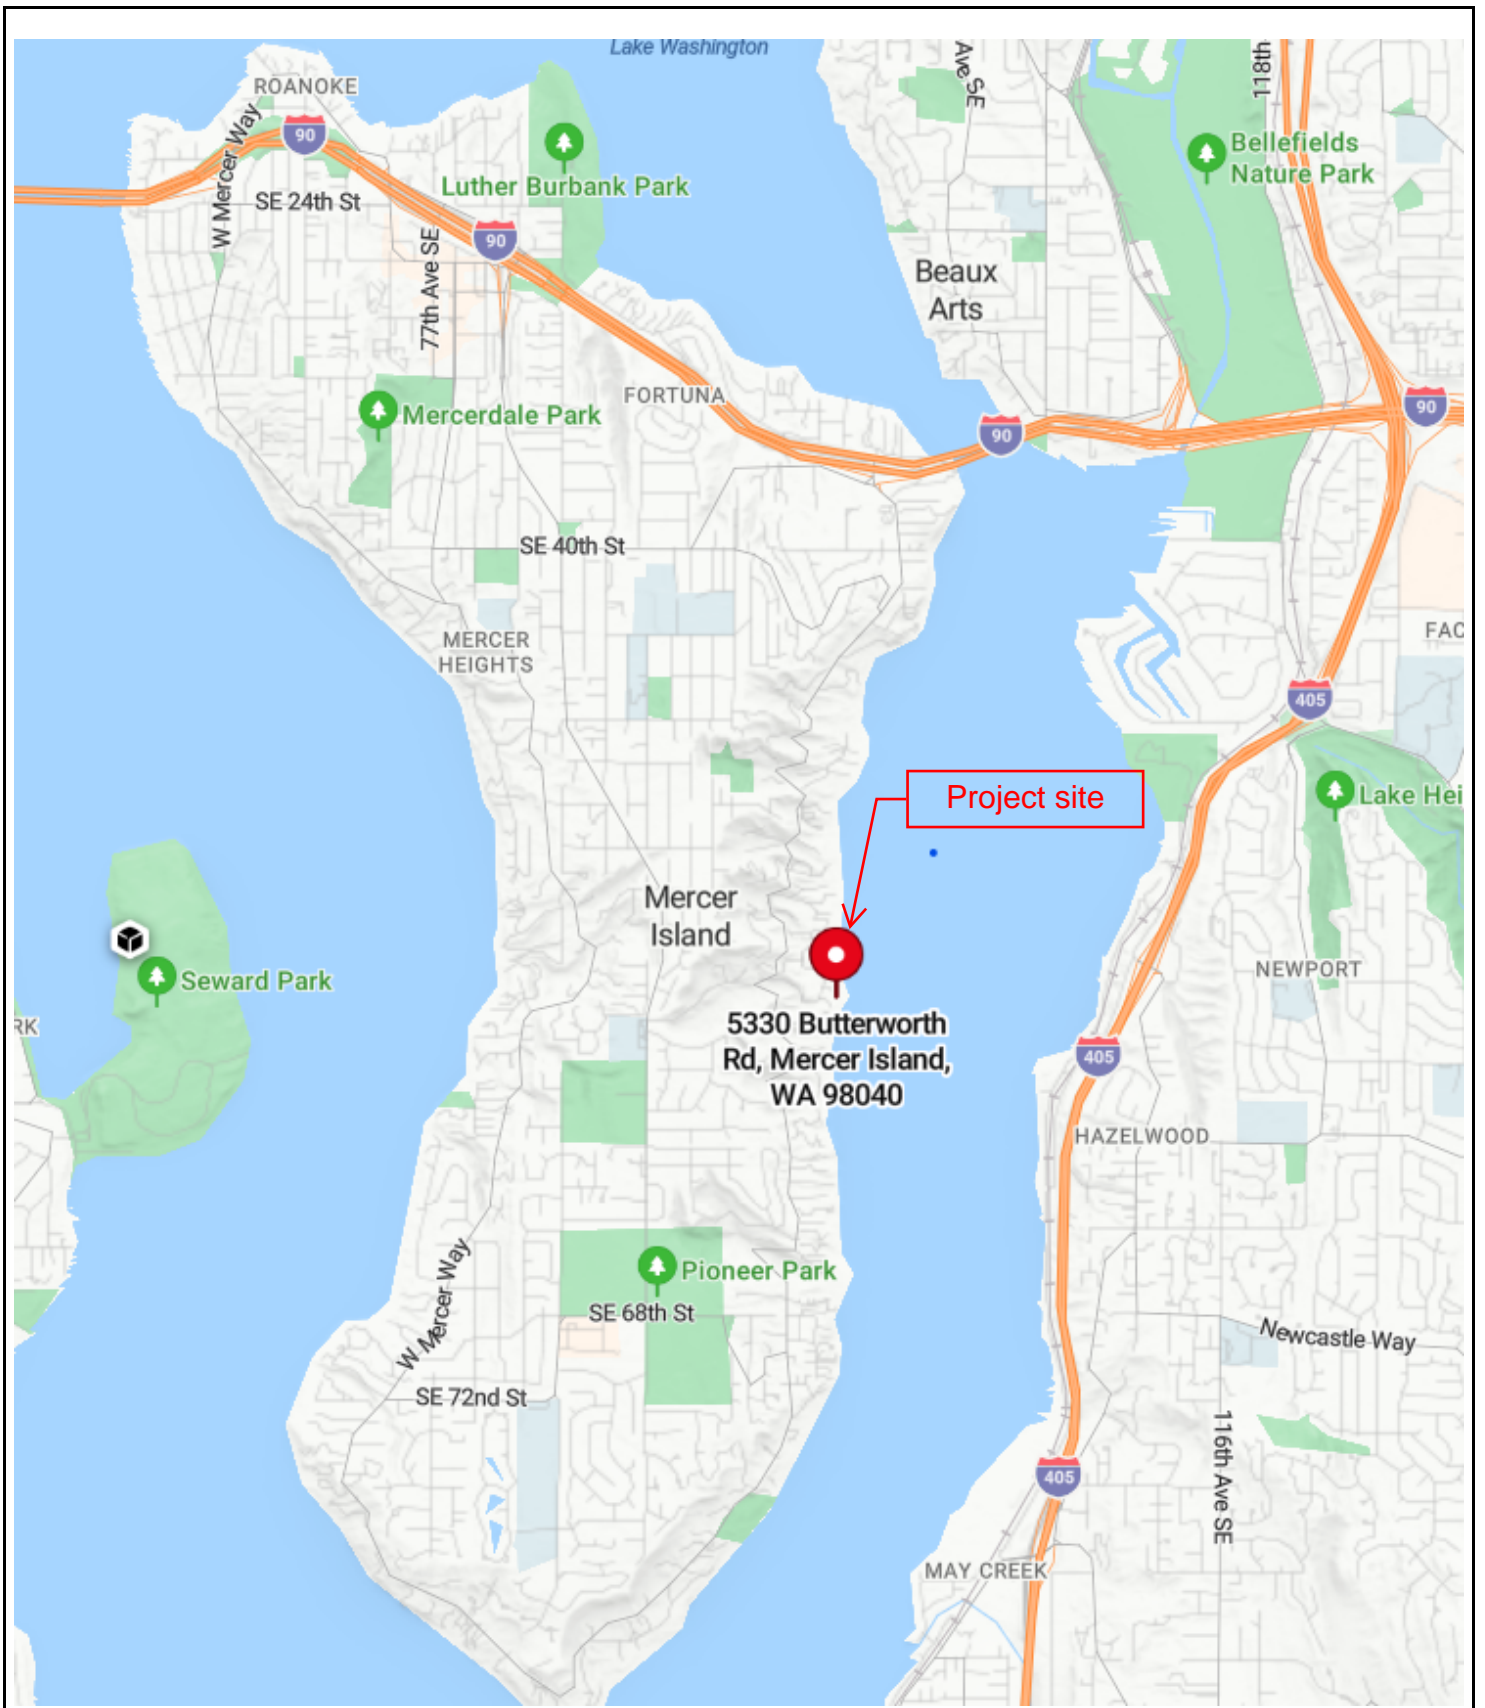 Lake Washington
Ave SE
118th
ROANOKE
90
W Mercer Way
SE 24th St
Luther Burbank Park
90
77th Ave SE
Bellefields
Nature Park
Beaux
Arts
FORTUNA
Mercerdale Park
90
90
SE 40th St
MERCER
HEIGHTS
FAC
405
Project site
Lake Hei
Mercer
Island
Seward Park
RK
NEWPORT
5330 Butterworth
Rd, Mercer Island,
WA 98040
405
HAZELWOOD
Pioneer Park
W Mercer Way
SE 68th St
Newcastle Way
SE 72nd St
116th Ave SE
405
MAY CREEK